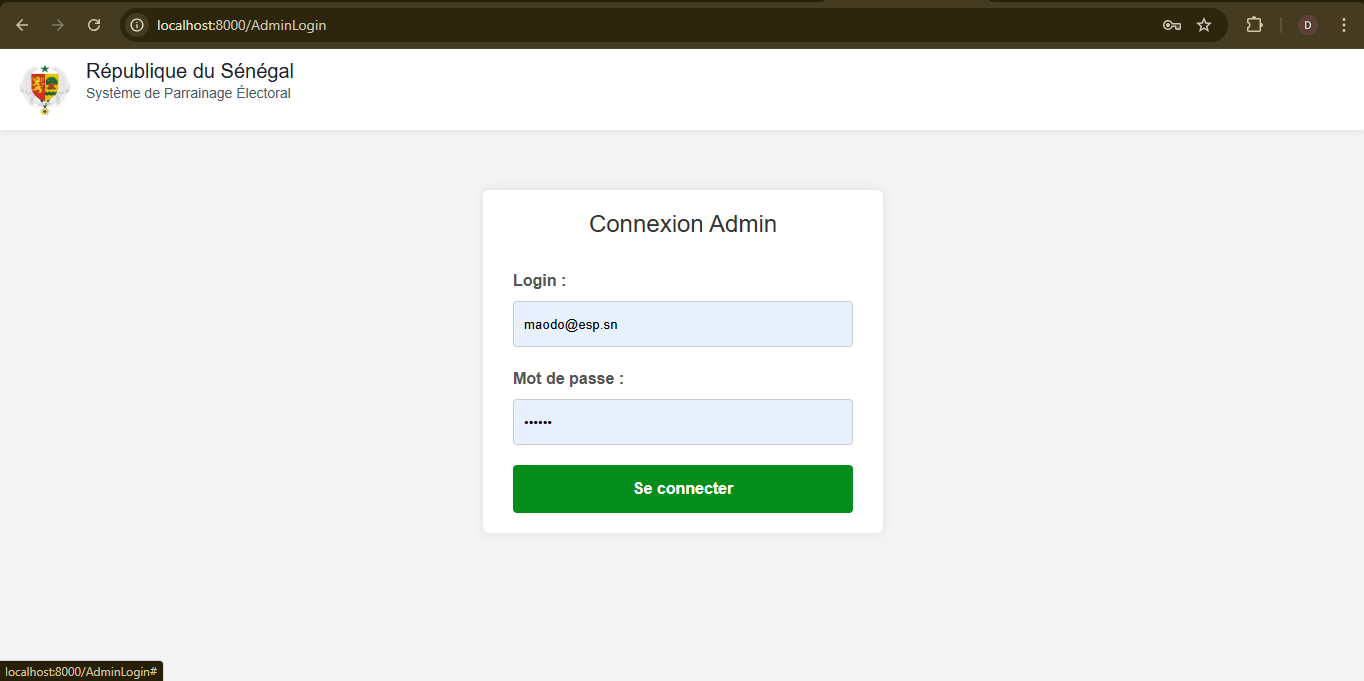 localhost:8000/AdminLogin
D
République du Sénégal
Système de Parrainage Électoral
Connexion Admin
Login :
maodo@esp.sn
Mot de passe :
••••••
Se connecter
localhost:8000/AdminLogin#